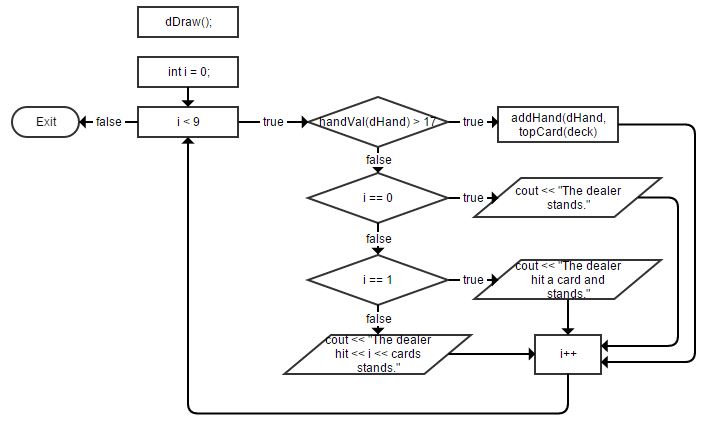 dDraw();
int i = 0;
Exit
false
i < 9
true
handVal(dHand) > 17
true
addHand(dHand,
topCard(deck)
false
i == 0
true
cout << "The dealer
stands."
false
i == 1
true
cout << "The dealer
hit a card and
stands."
false
cout << "The dealer
hit << i << cards
stands."
i++